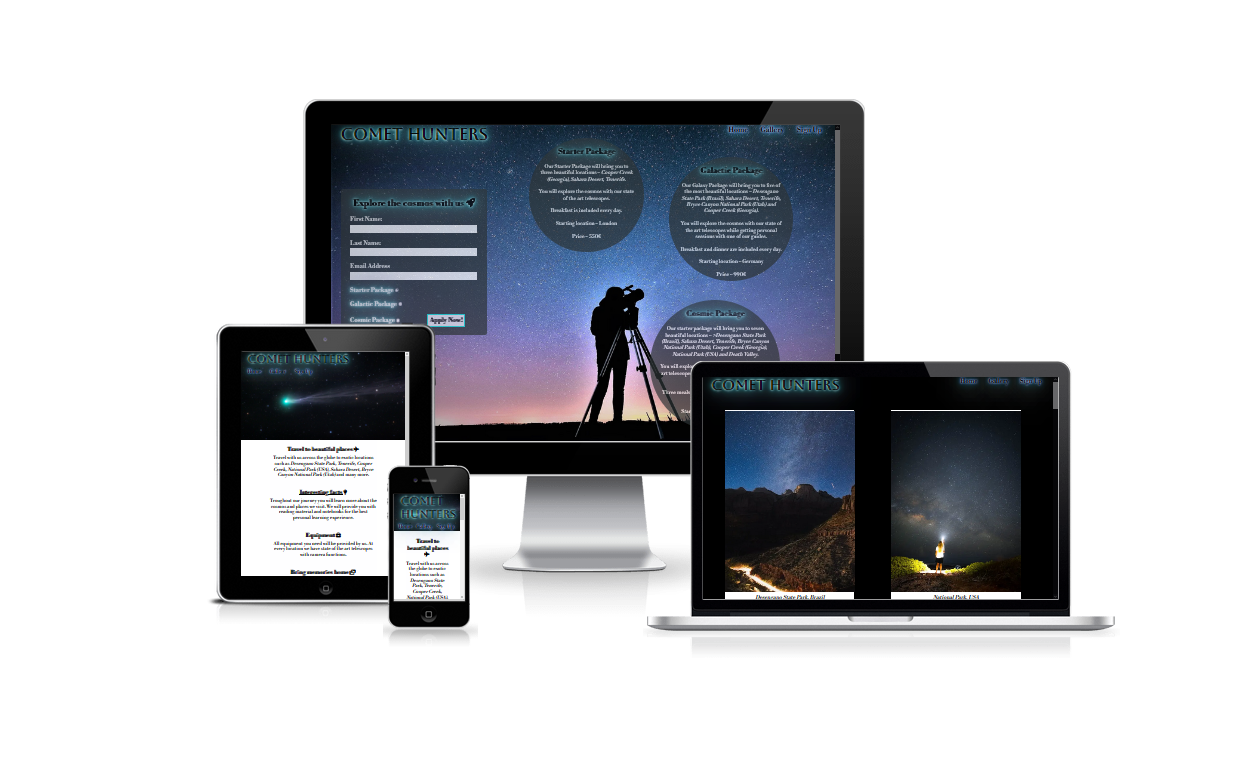 COMET HUNTERS
Home Gallery Sign Up
Explore the cosmos with us
First Name:
Last Name:
Email Address
Starter Package
Galactic Package
Cosmic Package
Apply Now!
Starter Package
Our Starter Package will bring you to
three beautiful locations – Cooper Creek
(Georgia), Sahara Desert, Tenerife.
You will explore the cosmos with our state
of the art telescopes.
Breakfast is included every day.
Starting location – London
Price – 550€
Galactic Package
Our Galaxy Package will bring you to five of
the most beautiful locations – Desengano
State Park (Brazil), Sahara Desert, Tenerife,
Bryce Canyon National Park (Utah) and
Cooper Creek (Georgia).
You will explore the cosmos with our state of
the art telescopes while getting personal
sessions with one of our guides.
Breakfast and dinner are included every day.
Starting location – Germany
Price – 990€
Cosmic Package
Our starter package will bring you to seven
beautiful locations – >Desengano State Park
(Brazil), Sahara Desert, Tenerife, Bryce Canyon
National Park (Utah), Cooper Creek (Georgia),
National Park (USA) and Death Valley.
You will
art telescopes
Three meals
COMET HUNTERS
Home Gallery Sign Up
Travel to beautiful places
Travel with us across the globe to exotic locations
such as Desengano State Park, Tenerife, Cooper
Creek, National Park (USA), Sahara Desert, Bryce
Canyon National Park (Utah) and many more.
Interesting facts
Troughout our journey you will learn more about the
cosmos and places we visit. We will provide you with
reading material and notebooks for the best
personal learning experience.
Equipment
All equipment you need will be provided by us. At
every location we have state of the art telescopes
with camera functions.
Bring memories home
COMET
HUNTERS
Home Gallery Sign Up
Travel to
beautiful places
Travel with us across
the globe to exotic
locations such as
Desengano State
Park, Tenerife,
Cooper Creek,
National Park (USA),
COMET HUNTERS
Home Gallery Sign Up
Desengano State Park, Brazil
National Park, USA